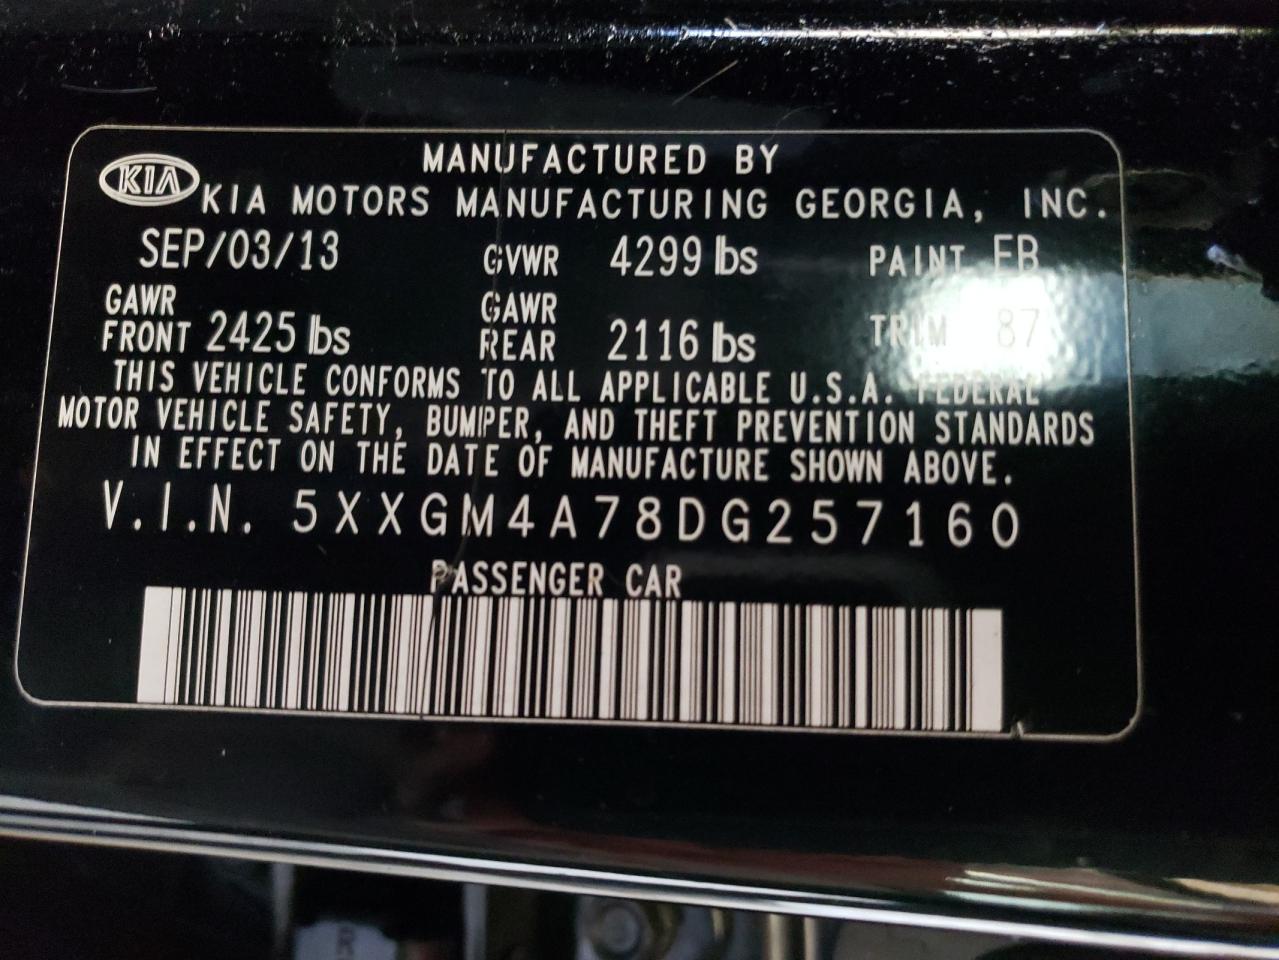 MANUFACTURED BY
KIA KIA MOTORS MANUFACTURING GEORGIA, INC.
SEP/03/13 GVWR 4299 lbs PAINT EB
GAWR FRONT 2425 lbs GAWR REAR 2116 lbs TRIM 87
THIS VEHICLE CONFORMS TO ALL APPLICABLE U.S.A. FEDERAL
MOTOR VEHICLE SAFETY, BUMPER, AND THEFT PREVENTION STANDARDS
IN EFFECT ON THE DATE OF MANUFACTURE SHOWN ABOVE.
V.I.N. 5XXGM4A78DG257160
PASSENGER CAR
R